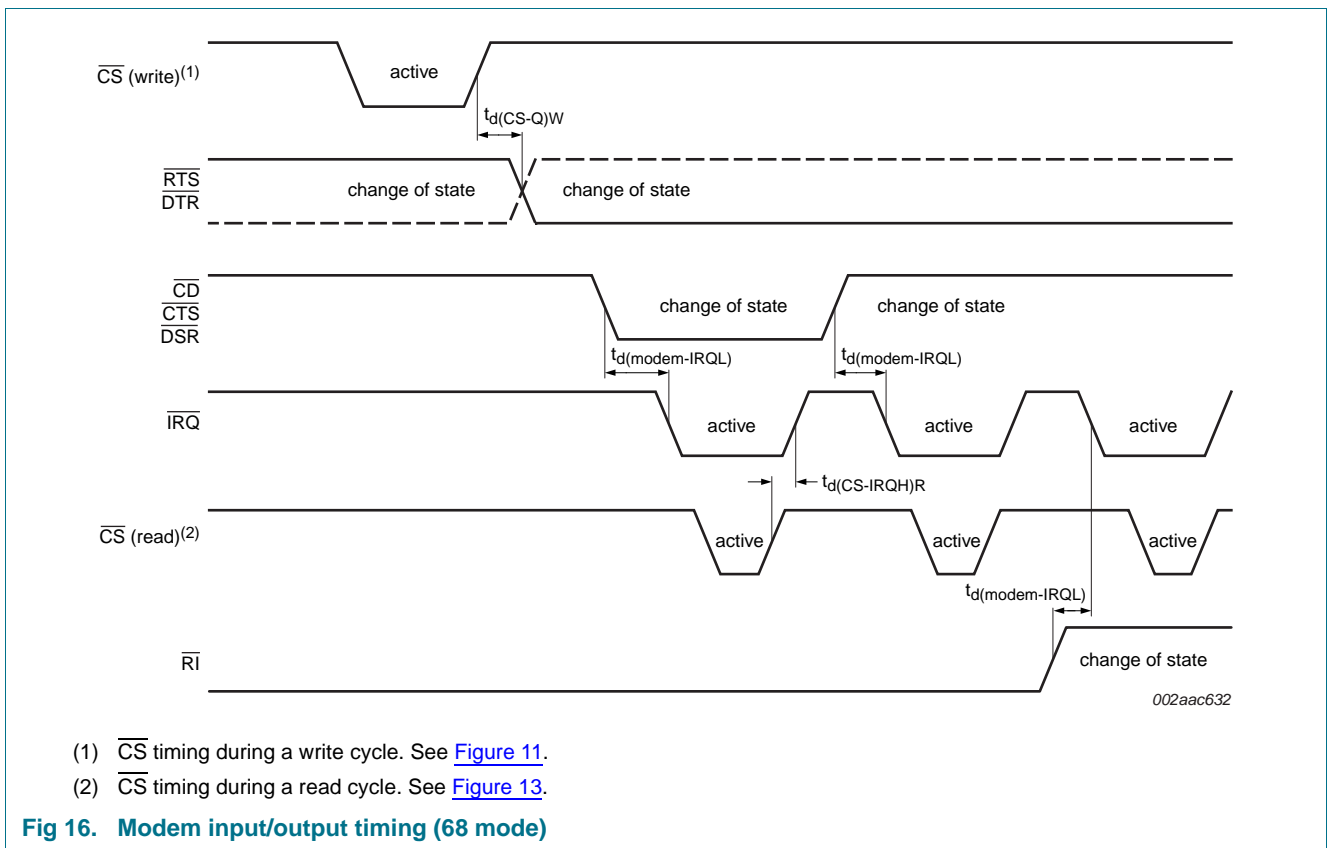 CS (write)(1)
active
td(CS-Q)W
RTS
DTR
change of state
change of state
CD
CTS
DSR
change of state
change of state
td(modem-IRQL)
td(modem-IRQL)
IRQ
active
active
active
td(CS-IRQH)R
CS (read)(2)
active
active
active
td(modem-IRQL)
RI
change of state
002aac632
(1) CS timing during a write cycle. See Figure 11.
(2) CS timing during a read cycle. See Figure 13.
Fig 16. Modem input/output timing (68 mode)